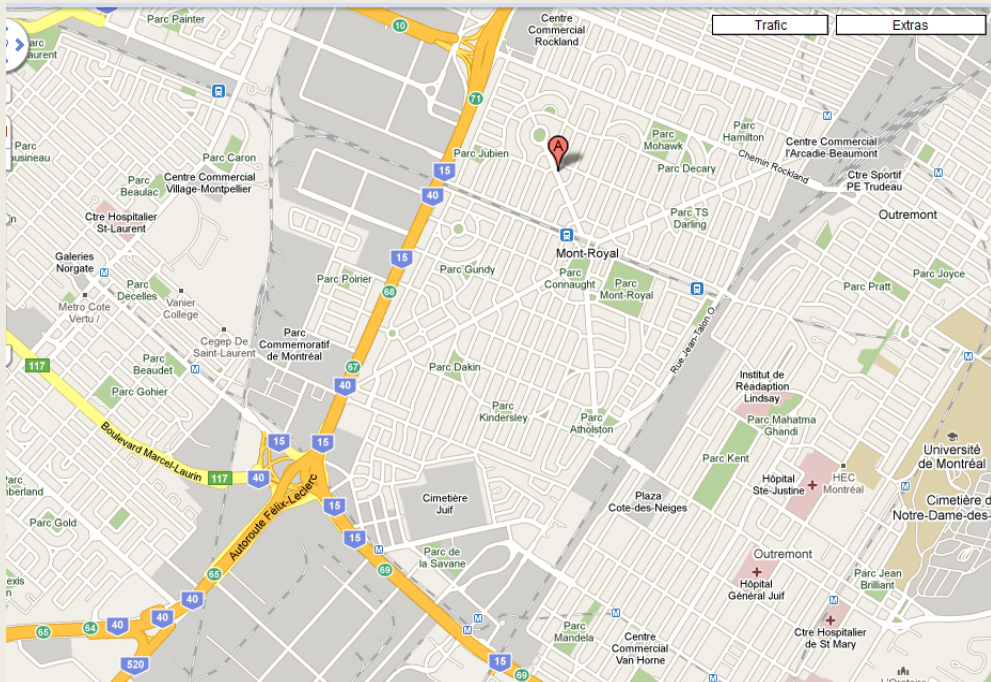 Parc Painter
10
Centre
Commercial
Rockland
Trafic
Extras
Parc
aurent
71
Parc
Hamilton
Parc
Mohawk
Centre Commercial
l'Arcadie-Beaumont
Parc
ousineau
Parc Caron
Parc Jubien
A
Parc Decary
Chemin Rockland
15
Parc
Beaulac
Centre Commercial
Village-Montpellier
40
Ctre Sportif
PE Trudeau
Ctre Hospitalier
St-Laurent
Parc TS
Darling
Outremont
Galeries
Norgate
15
Mont-Royal
Parc Gundy
Parc
Connaught
Parc
Mont-Royal
Parc Poirier
Parc Joyce
Parc Pratt
Parc
Decelles
68
Metro Cote
Vertu /
Vanier
College
Rue Jean-Talon O
Cegep De
Saint-Laurent
Parc
Commemoratif
de Montréal
117
Parc
Beaudet
67
Parc Dakin
40
Institut de
Réadaption
Lindsay
Parc Gohier
Parc
Kindersley
Parc
Atholston
Parc Mahatma
Ghandi
Boulevard Marcel-Laurin
15
15
Université
de Montréal
Parc Kent
117
40
Hôpital
Ste-Justine
HEC
Montréal
Autoroute Félix-Leclerc
Cimetière
Juif
Plaza
Cote-des-Neiges
Cimetière d
Notre-Dame-des-
Parc
mberland
15
Parc Gold
15
Parc de
la Savane
Outremont
65
69
Parc Jean
Brilliant
Hôpital
Général Juif
40
40
40
65
64
Parc
Mandela
Ctre Hospitalier
de St Mary
Centre
Commercial
Van Horne
520
15
69